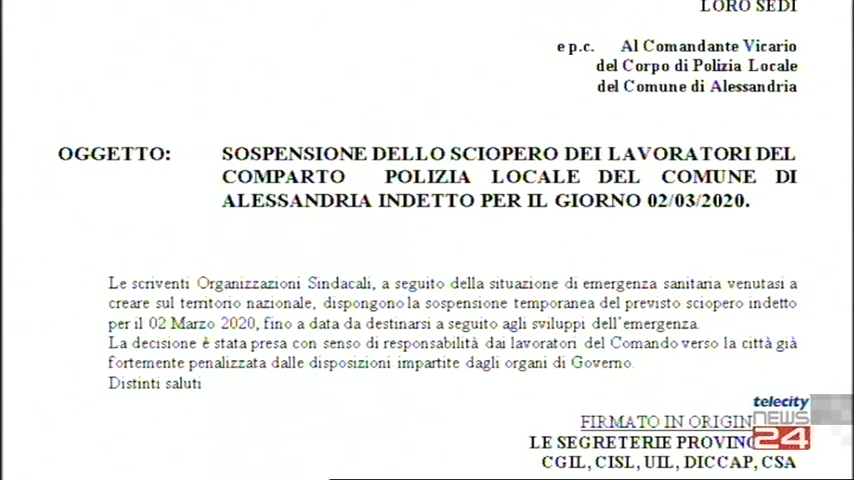 LORO SEDI
e p.c. Al Comandante Vicario
del Corpo di Polizia Locale
del Comune di Alessandria
OGGETTO: SOSPENSIONE DELLO SCIOPERO DEI LAVORATORI DEL
COMPARTO POLIZIA LOCALE DEL COMUNE DI
ALESSANDRIA INDETTO PER IL GIORNO 02/03/2020.
Le scriventi Organizzazioni Sindacali, a seguito della situazione di emergenza sanitaria venutasi a
creare sul territorio nazionale, dispongono la sospensione temporanea del previsto sciopero indetto
per il 02 Marzo 2020, fino a data da destinarsi a seguito agli sviluppi dell'emergenza.
La decisione è stata presa con senso di responsabilità dai lavoratori del Comando verso la città già
fortemente penalizzata dalle disposizioni impartite dagli organi di Governo.
Distinti saluti
FIRMATO IN ORIGIN
LE SEGRETERIE PROVINC
CGIL, CISL, UIL, DICCAP, CSA
telecity
NEWS
24